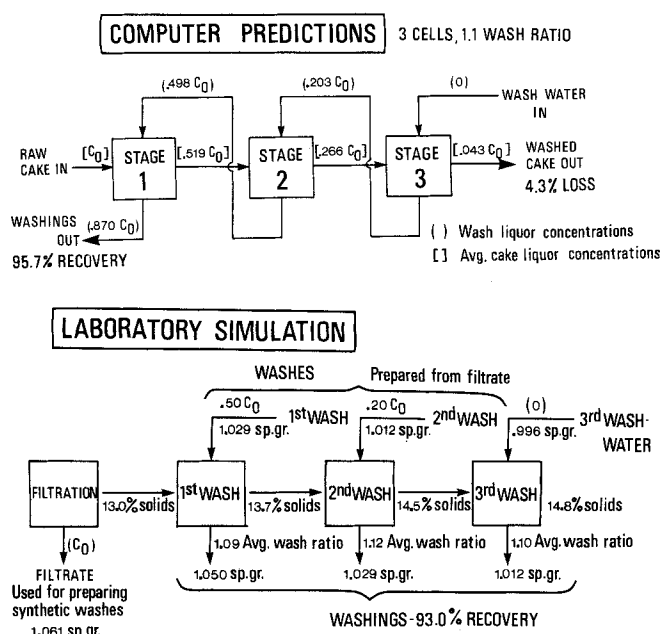 COMPUTER PREDICTIONS 3 CELLS, 1.1 WASH RATIO
(.498 C0) (.203 C0) (0)
WASH WATER
IN
RAW
CAKE IN
[C0]
STAGE
1
[.519 C0]
STAGE
2
[.266 C0]
STAGE
3
[.043 C0]
WASHED
CAKE OUT
4.3% LOSS
WASHINGS
OUT
(.870 C0)
95.7% RECOVERY
( ) Wash liquor concentrations
[ ] Avg. cake liquor concentrations
LABORATORY SIMULATION
WASHES Prepared from filtrate
.50 C0
1.029 sp.gr.
1st WASH
.20 C0
1.012 sp.gr.
2nd WASH
(0)
.996 sp.gr.
3rd WASH-
WATER
FILTRATION
13.0% solids
1st WASH
13.7% solids
2nd WASH
14.5% solids
3rd WASH
14.8% solids
(C0)
FILTRATE
Used for preparing
synthetic washes
1.061 sp.gr.
1.09 Avg. wash ratio
1.050 sp.gr.
1.12 Avg. wash ratio
1.029 sp.gr.
1.10 Avg. wash ratio
1.012 sp.gr.
WASHINGS-93.0% RECOVERY